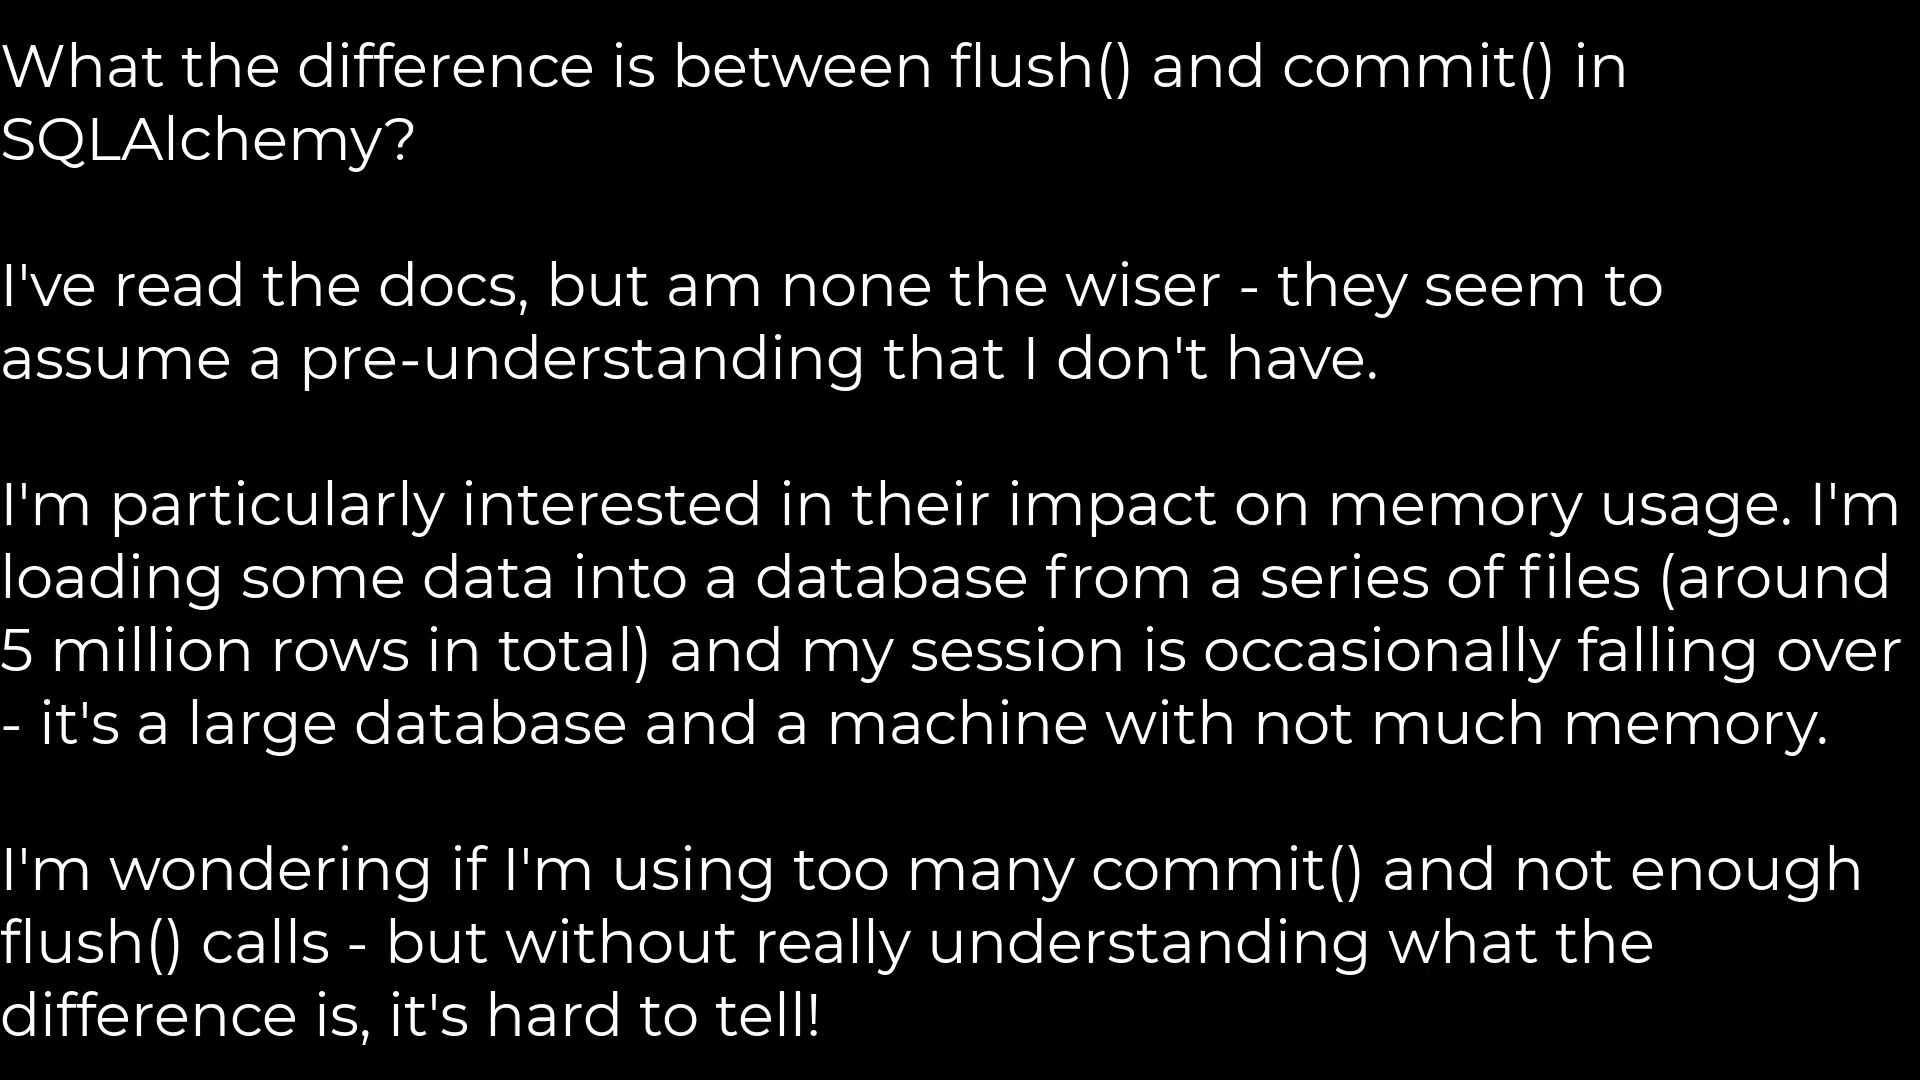 What the difference is between flush() and commit() in
SQLAlchemy?
I've read the docs, but am none the wiser - they seem to
assume a pre-understanding that I don't have.
I'm particularly interested in their impact on memory usage. I'm
loading some data into a database from a series of files (around
5 million rows in total) and my session is occasionally falling over
- it's a large database and a machine with not much memory.
I'm wondering if I'm using too many commit() and not enough
flush() calls - but without really understanding what the
difference is, it's hard to tell!